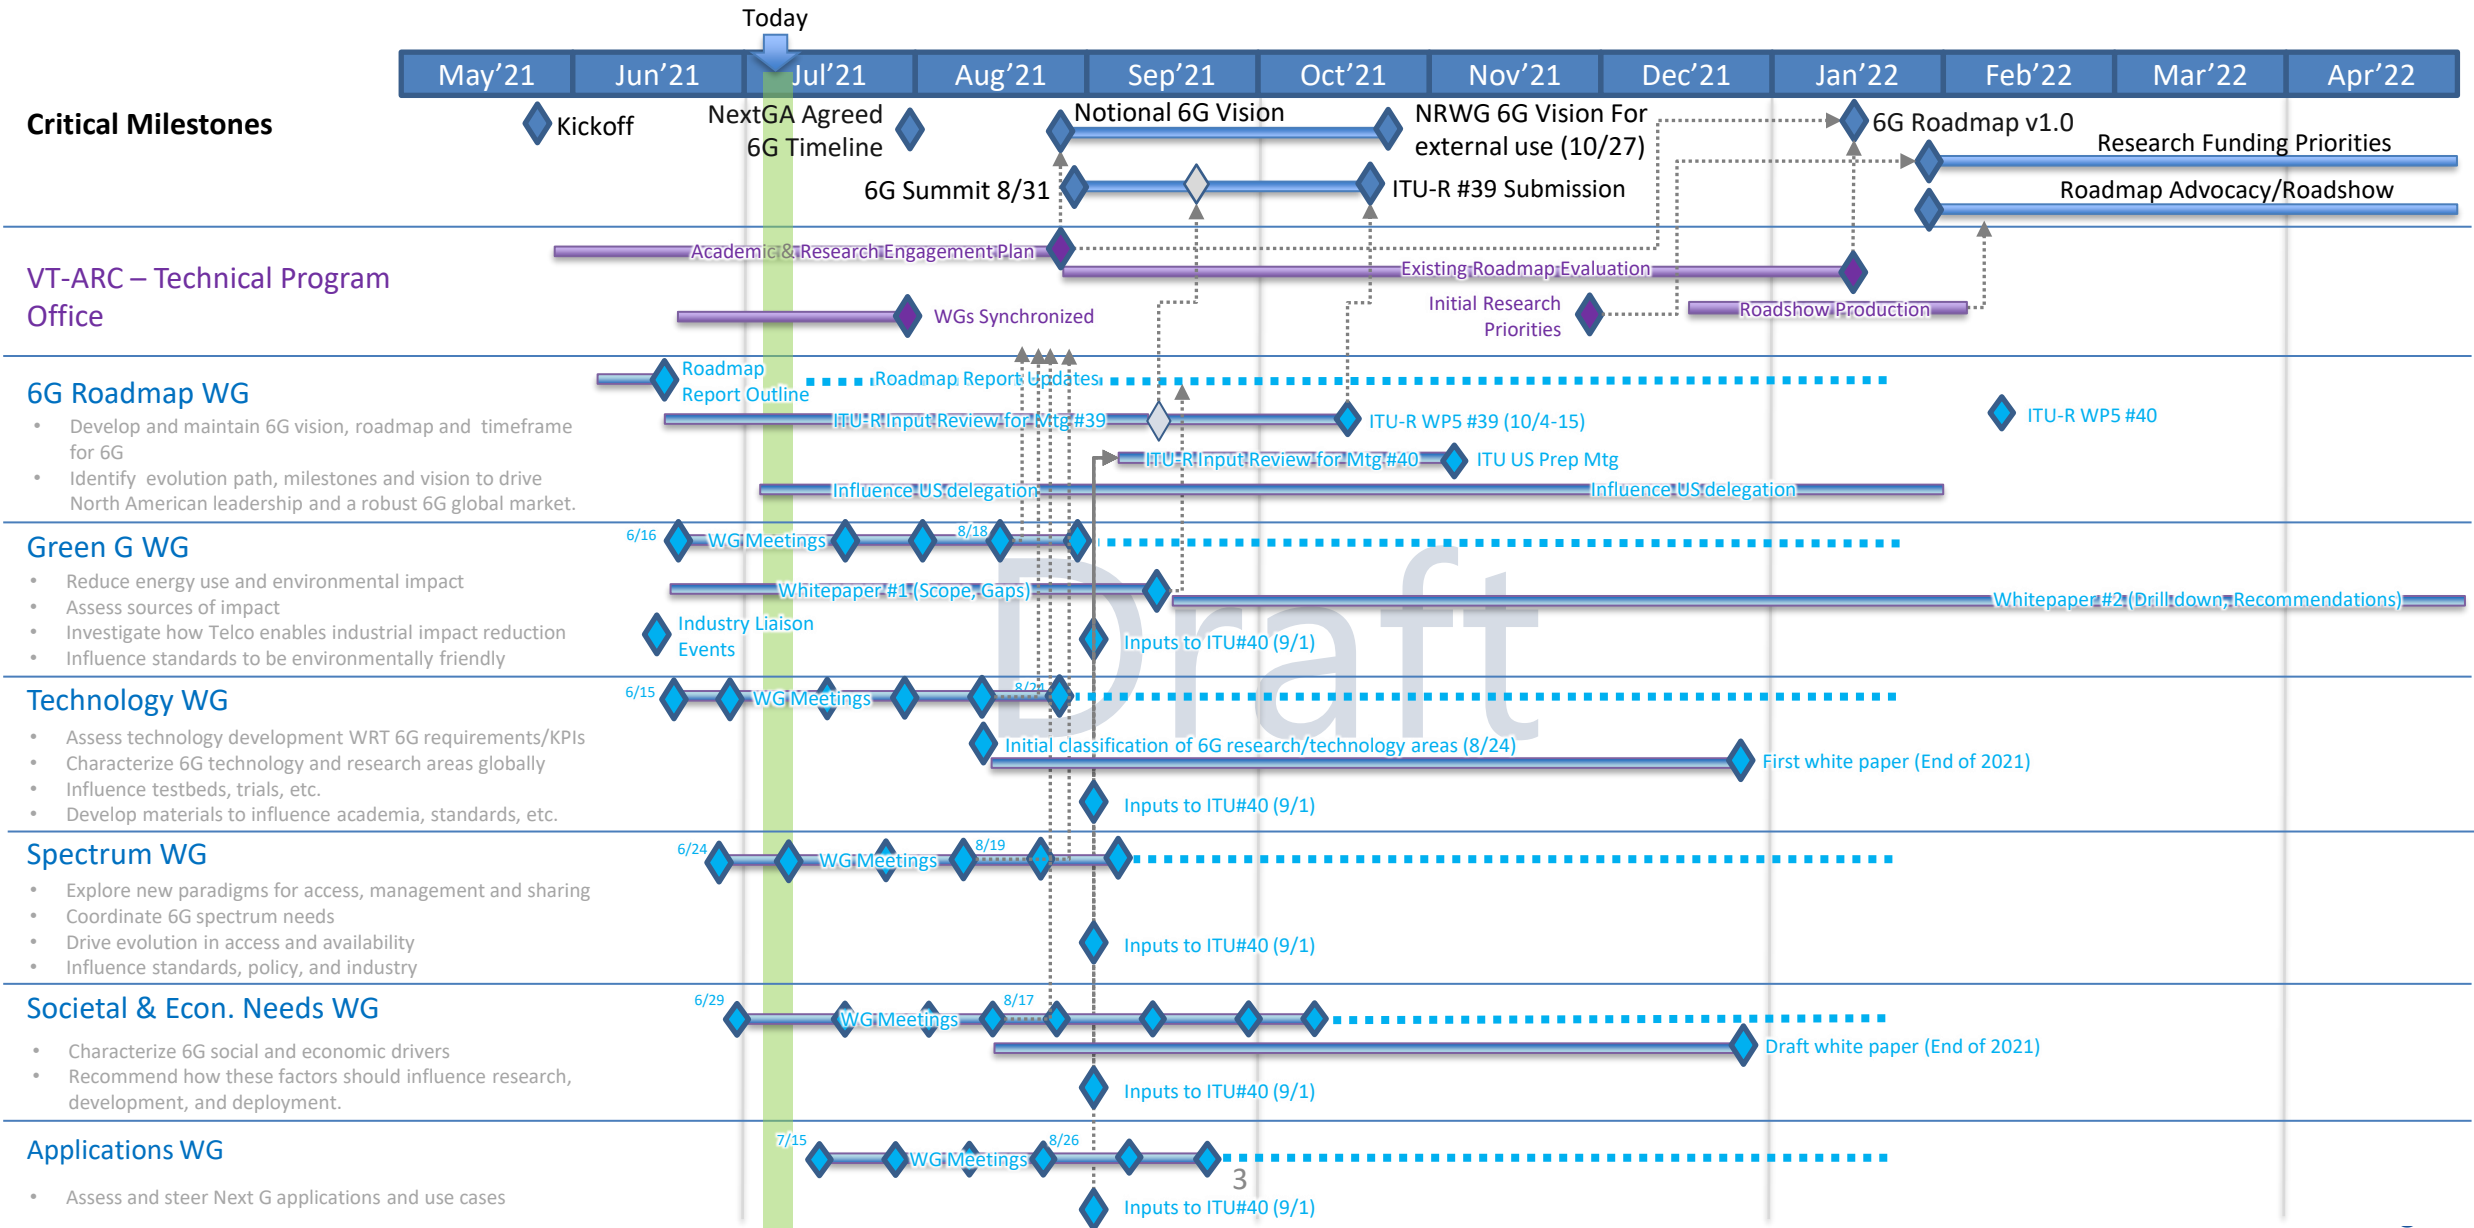 Today
May’21 Jun’21 Jul’21 Aug’21 Sep’21 Oct’21 Nov’21 Dec’21 Jan’22 Feb’22 Mar’22 Apr’22
Critical Milestones
Kickoff
NextGA Agreed
6G Timeline
Notional 6G Vision
NRWG 6G Vision For
external use (10/27)
6G Roadmap v1.0
Research Funding Priorities
6G Summit 8/31
ITU-R #39 Submission
Roadmap Advocacy/Roadshow
VT-ARC – Technical Program
Office
Academic & Research Engagement Plan
Existing Roadmap Evaluation
WGs Synchronized
Initial Research
Priorities
Roadshow Production
6G Roadmap WG
• Develop and maintain 6G vision, roadmap and timeframe
for 6G
• Identify evolution path, milestones and vision to drive
North American leadership and a robust 6G global market.
Roadmap
Report Outline
Roadmap Report Updates
ITU-R Input Review for Mtg #39
ITU-R WP5 #39 (10/4-15)
ITU-R WP5 #40
ITU-R Input Review for Mtg #40
ITU US Prep Mtg
Influence US delegation
Influence US delegation
Green G WG
• Reduce energy use and environmental impact
• Assess sources of impact
• Investigate how Telco enables industrial impact reduction
• Influence standards to be environmentally friendly
6/16
WG Meetings
8/18
Whitepaper #1 (Scope, Gaps)
Whitepaper #2 (Drill down, Recommendations)
Industry Liaison
Events
Inputs to ITU#40 (9/1)
Draft
Technology WG
• Assess technology development WRT 6G requirements/KPIs
• Characterize 6G technology and research areas globally
• Influence testbeds, trials, etc.
• Develop materials to influence academia, standards, etc.
6/15
WG Meetings
Initial classification of 6G research/technology areas (8/24)
First white paper (End of 2021)
Inputs to ITU#40 (9/1)
Spectrum WG
• Explore new paradigms for access, management and sharing
• Coordinate 6G spectrum needs
• Drive evolution in access and availability
• Influence standards, policy, and industry
6/24
WG Meetings
8/19
Inputs to ITU#40 (9/1)
Societal & Econ. Needs WG
• Characterize 6G social and economic drivers
• Recommend how these factors should influence research,
development, and deployment.
6/29
WG Meetings
8/17
Draft white paper (End of 2021)
Inputs to ITU#40 (9/1)
Applications WG
• Assess and steer Next G applications and use cases
7/15
WG Meetings
8/26
3
Inputs to ITU#40 (9/1)